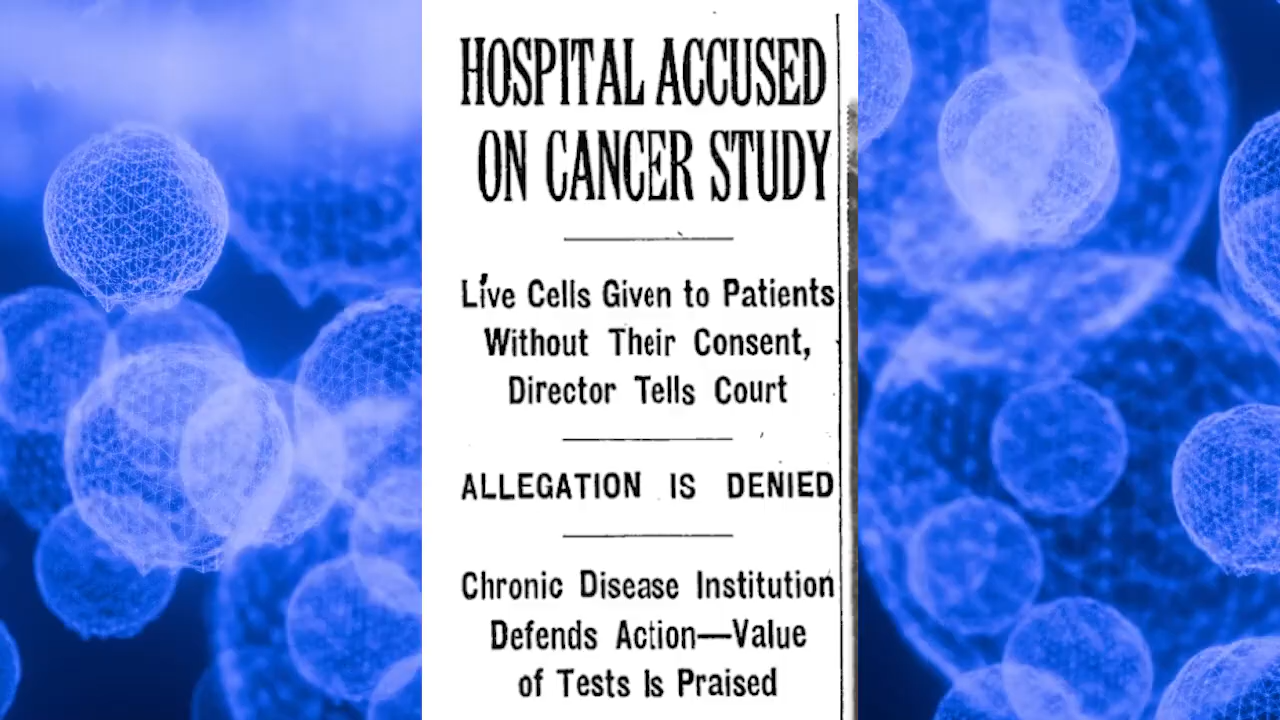 HOSPITAL ACCUSED
ON CANCER STUDY
Live Cells Given to Patients
Without Their Consent,
Director Tells Court
ALLEGATION IS DENIED
Chronic Disease Institution
Defends Action—Value
of Tests Is Praised